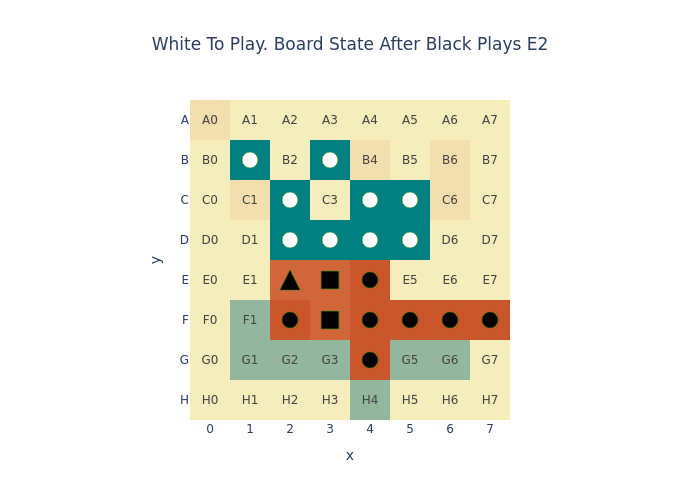 White To Play. Board State After Black Plays E2
A A0 A1 A2 A3 A4 A5 A6 A7
B B0 B2 B4 B5 B6 B7
C C0 C1 C3 C6 C7
D D0 D1 D6 D7
E E0 E1 E5 E6 E7
F F0 F1
G G0 G1 G2 G3 G5 G6 G7
H H0 H1 H2 H3 H4 H5 H6 H7
0 1 2 3 4 5 6 7
x
y